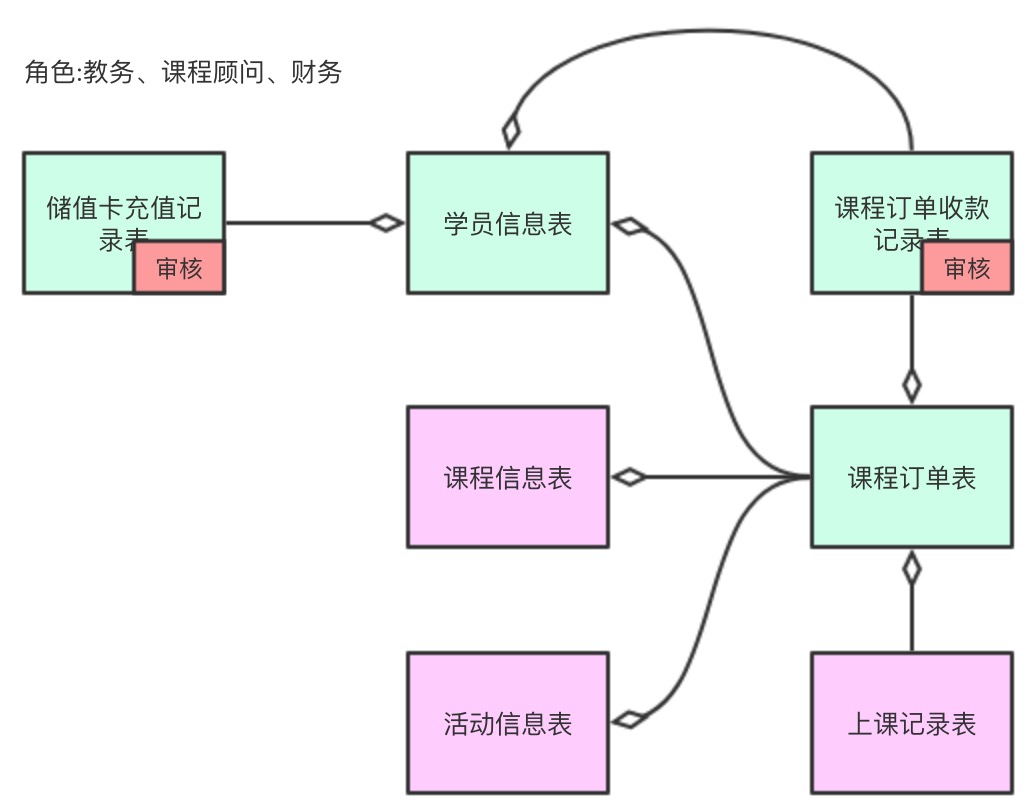 角色:教务、课程顾问、财务
储值卡充值记
录表
审核
学员信息表
课程订单收款
记录表
审核
课程信息表
课程订单表
活动信息表
上课记录表